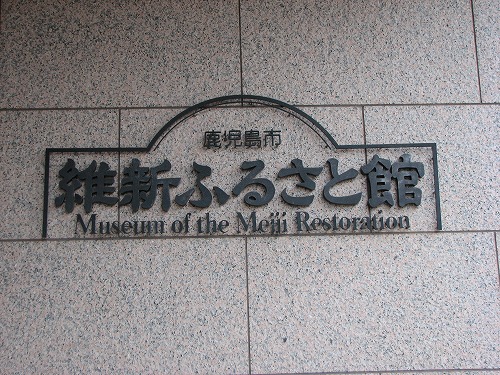 鹿児島市
維新ふるさと館
Museum of the Meiji Restoration